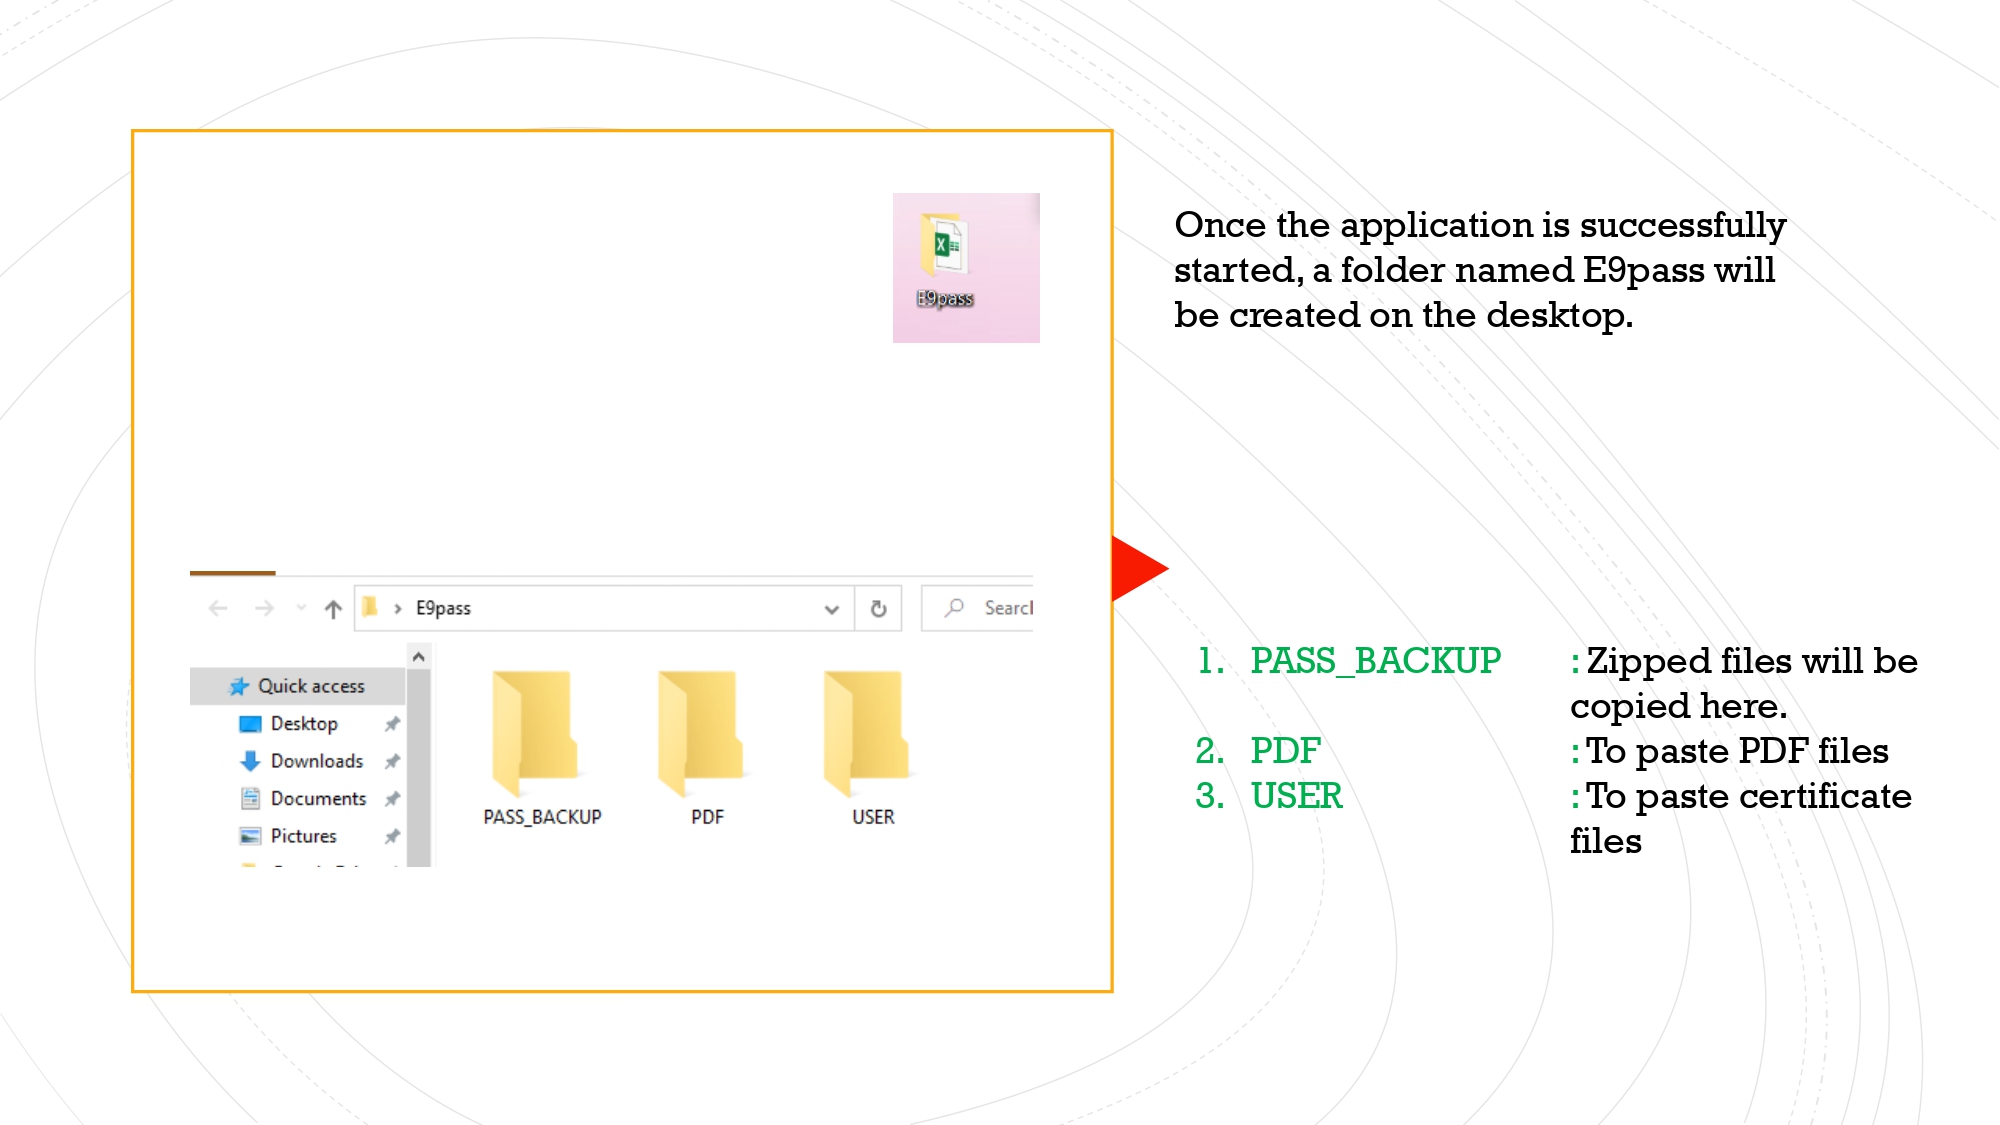 E9pass
Once the application is successfully
started, a folder named E9pass will
be created on the desktop.
E9pass
Search
Quick access
Desktop
Downloads
Documents
Pictures
PASS_BACKUP
PDF
USER
1. PASS_BACKUP : Zipped files will be
copied here.
2. PDF : To paste PDF files
3. USER : To paste certificate
files